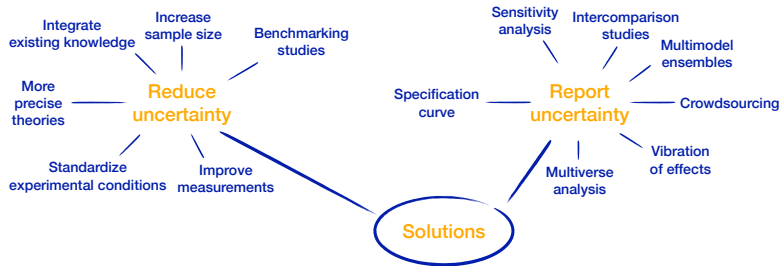 Integrate
existing knowledge
Increase
sample size
Benchmarking
studies
More
precise
theories
Reduce
uncertainty
Standardize
experimental conditions
Improve
measurements
Sensitivity
analysis
Intercomparison
studies
Multimodel
ensembles
Specification
curve
Report
uncertainty
Crowdsourcing
Multiverse
analysis
Vibration
of effects
Solutions